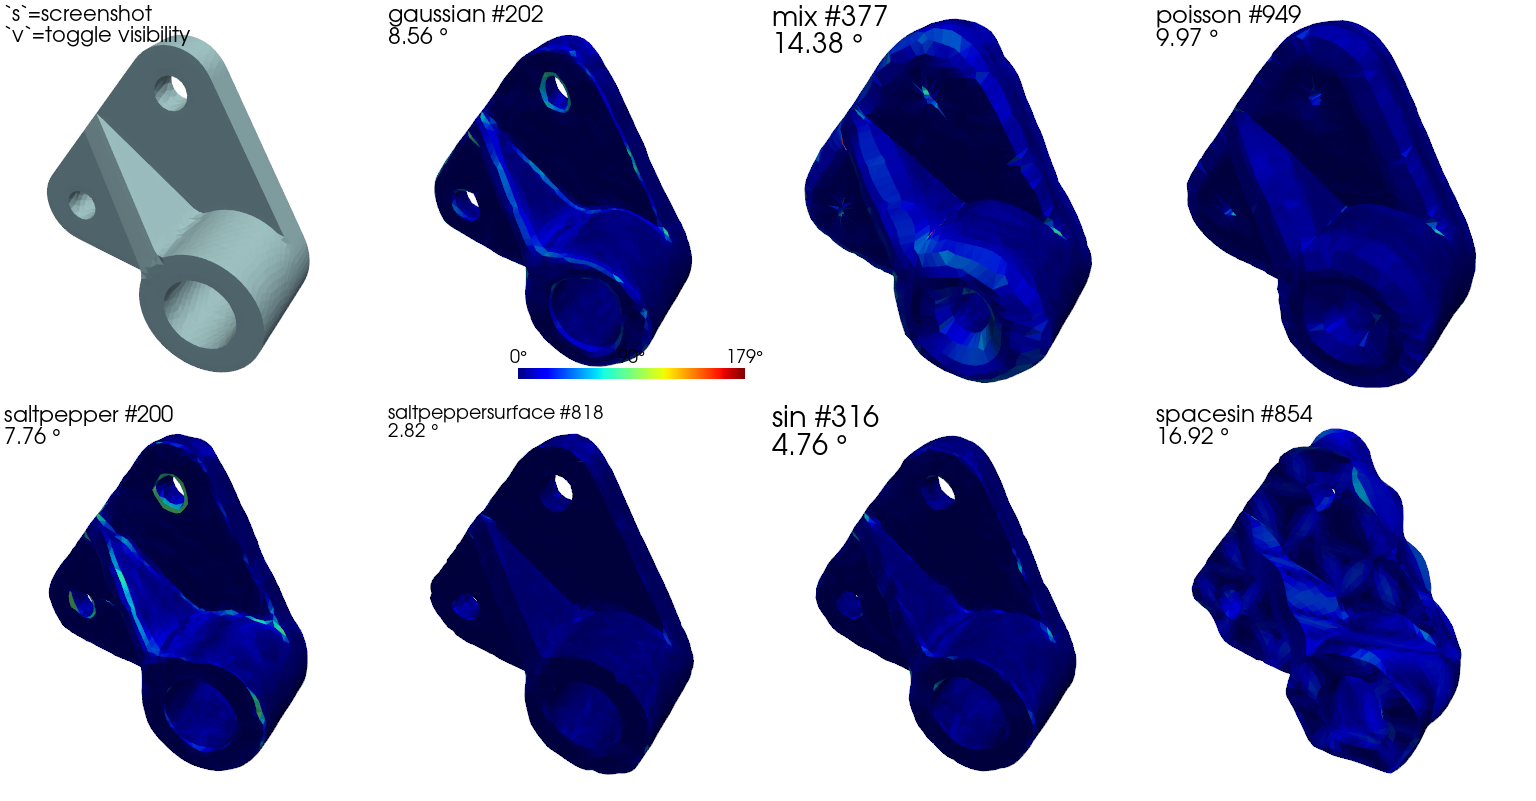 `s`=screenshot
`v`=toggle visibility
gaussian #202
8.56 °
mix #377
14.38 °
poisson #949
9.97 °
0° 90° 179°
saltpepper #200
7.76 °
saltpeppersurface #818
2.82 °
sin #316
4.76 °
spacesin #854
16.92 °